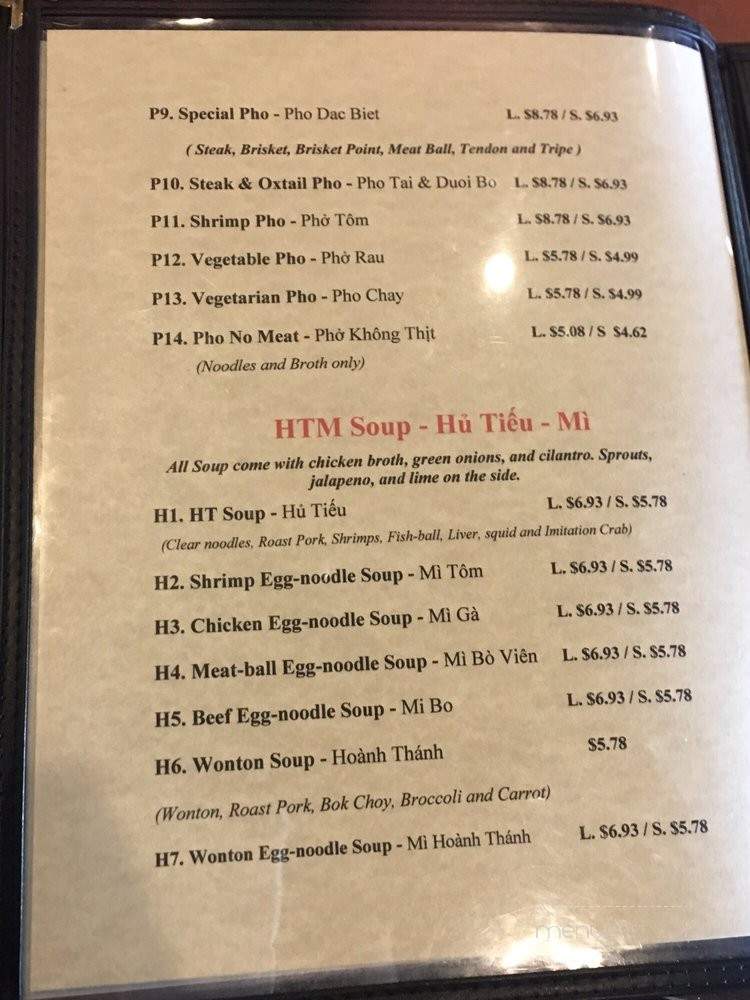 P9. Special Pho - Pho Dac Biet L. $8.78 / S. $6.93
( Steak, Brisket, Brisket Point, Meat Ball, Tendon and Tripe )
P10. Steak & Oxtail Pho - Pho Tai & Duoi Bo L. $8.78 / S. $6.93
P11. Shrimp Pho - Phở Tôm L. $8.78 / S. $6.93
P12. Vegetable Pho - Phở Rau L. $5.78 / S. $4.99
P13. Vegetarian Pho - Pho Chay L. $5.78 / S. $4.99
P14. Pho No Meat - Phở Không Thịt L. $5.08 / S $4.62
(Noodles and Broth only)
HTM Soup - Hủ Tiếu - Mì
All Soup come with chicken broth, green onions, and cilantro. Sprouts,
jalapeno, and lime on the side.
H1. HT Soup - Hủ Tiếu L. $6.93 / S. $5.78
(Clear noodles, Roast Pork, Shrimps, Fish-ball, Liver, squid and Imitation Crab)
H2. Shrimp Egg-noodle Soup - Mì Tôm L. $6.93 / S. $5.78
H3. Chicken Egg-noodle Soup - Mì Gà L. $6.93 / S. $5.78
H4. Meat-ball Egg-noodle Soup - Mì Bò Viên L. $6.93 / S. $5.78
H5. Beef Egg-noodle Soup - Mi Bo L. $6.93 / S. $5.78
H6. Wonton Soup - Hoành Thánh $5.78
(Wonton, Roast Pork, Bok Choy, Broccoli and Carrot)
H7. Wonton Egg-noodle Soup - Mì Hoành Thánh L. $6.93 / S. $5.78